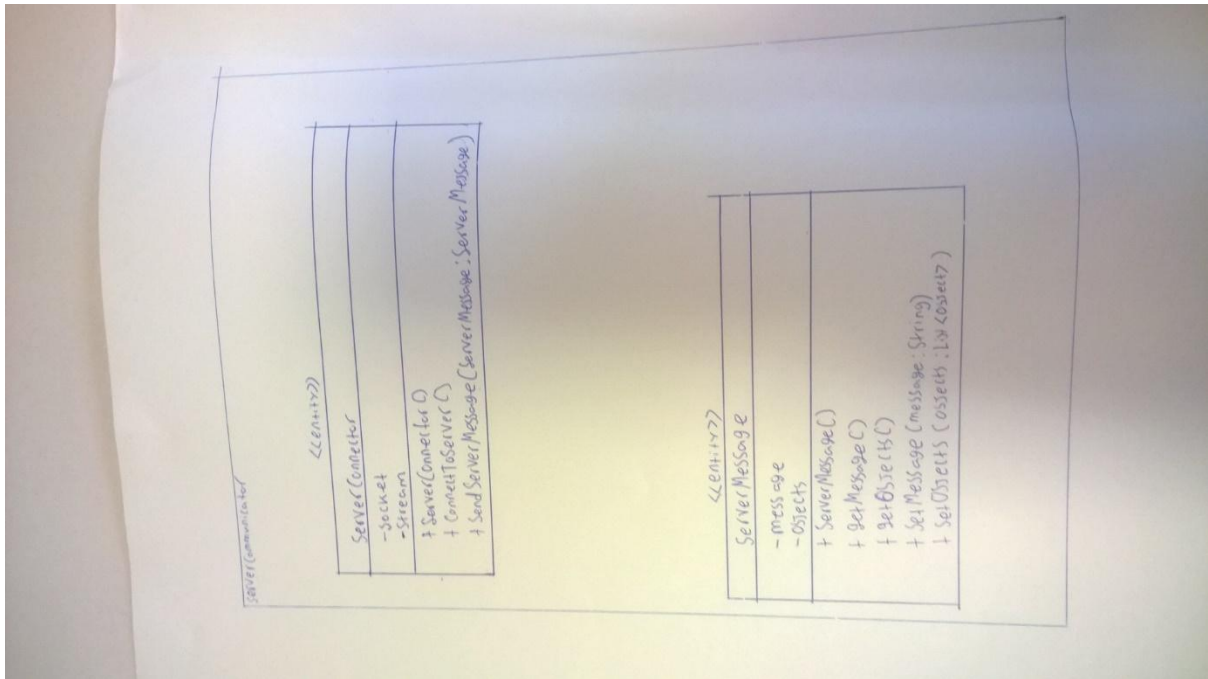 ServerCommunicator
<<entity>>
ServerConnector
-Socket
-Stream
+ ServerConnector()
+ ConnectToServer()
+ SendServerMessage(ServerMessage:ServerMessage)
<<entity>>
ServerMessage
-message
-objects
+ ServerMessage()
+ getMessage()
+ getObjects()
+ SetMessage(message:String)
+ SetObjects(objects:List<object>)